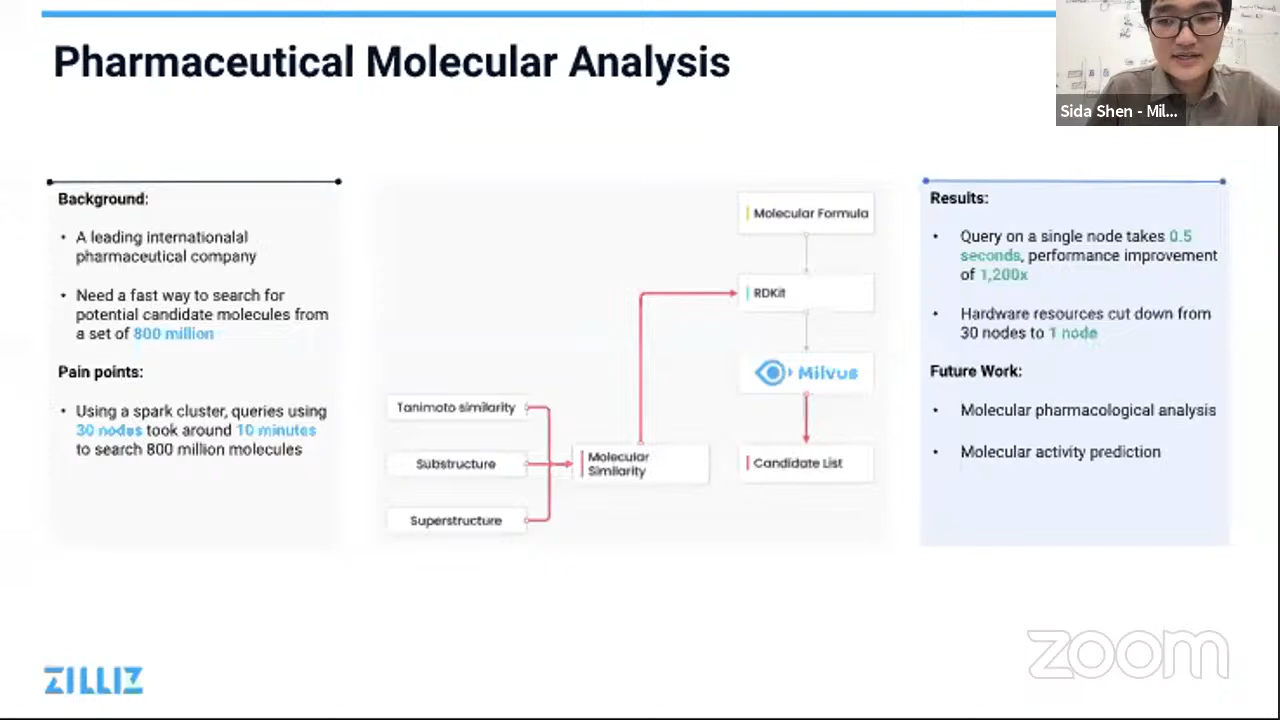 Pharmaceutical Molecular Analysis
Sida Shen - Mil...
Background:
• A leading internationalal
pharmaceutical company
• Need a fast way to search for
potential candidate molecules from
a set of 800 million
Pain points:
• Using a spark cluster, queries using
30 nodes took around 10 minutes
to search 800 million molecules
Molecular Formula
RDKit
Milvus
Tanimoto similarity
Substructure
Superstructure
Molecular
Similarity
Candidate List
Results:
• Query on a single node takes 0.5
seconds, performance improvement
of 1,200x
• Hardware resources cut down from
30 nodes to 1 node
Future Work:
• Molecular pharmacological analysis
• Molecular activity prediction
ZILLIZ
zoom